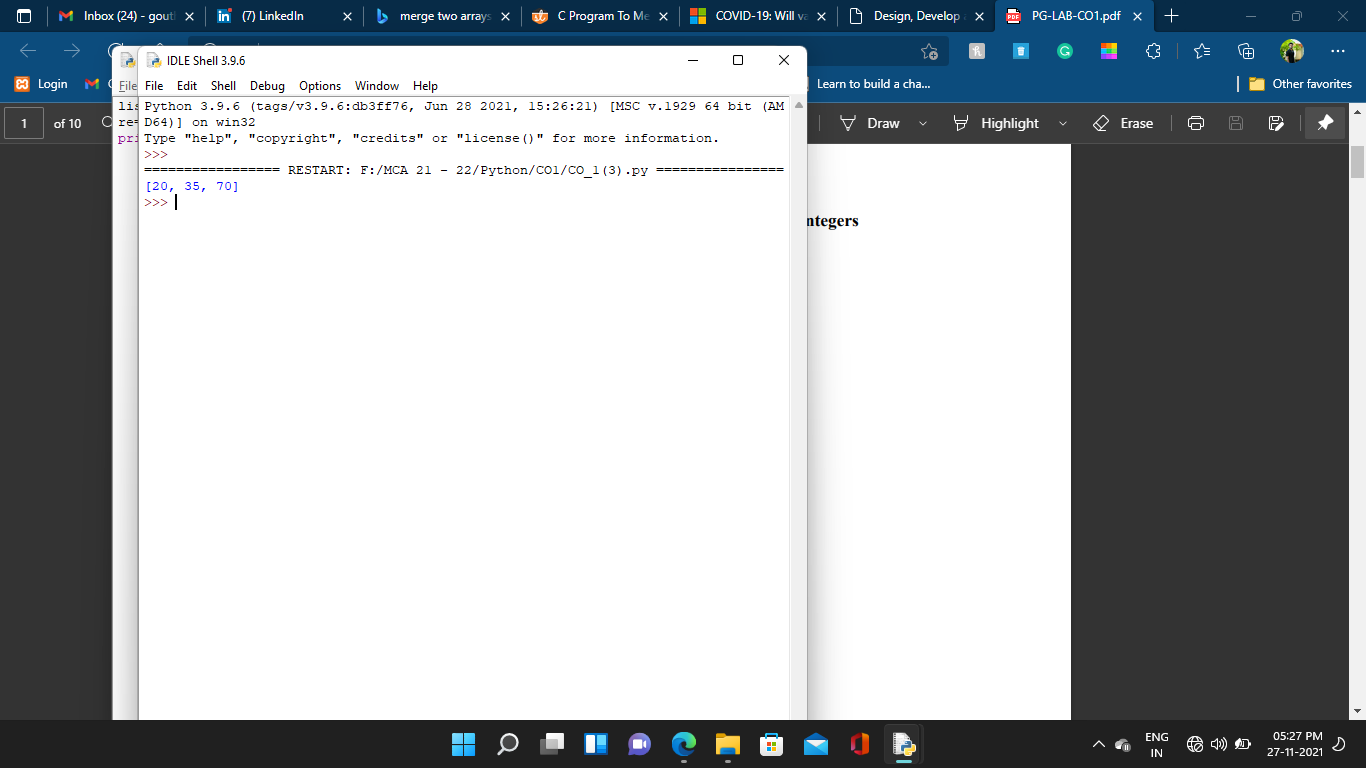 Inbox (24) - gouti
(7) LinkedIn
merge two arrays
C Program To Me
COVID-19: Will va
Design, Develop a
PG-LAB-CO1.pdf
IDLE Shell 3.9.6
Login
Learn to build a cha...
Other favorites
File
File Edit Shell Debug Options Window Help
1 of 10
Draw
Highlight
Erase
lis
re=
pri
Python 3.9.6 (tags/v3.9.6:db3ff76, Jun 28 2021, 15:26:21) [MSC v.1929 64 bit (AM
D64)] on win32
Type "help", "copyright", "credits" or "license()" for more information.
>>>
================= RESTART: F:/MCA 21 - 22/Python/CO1/CO_1(3).py ================
[20, 35, 70]
>>>
ntegers
ENG
IN
05:27 PM
27-11-2021